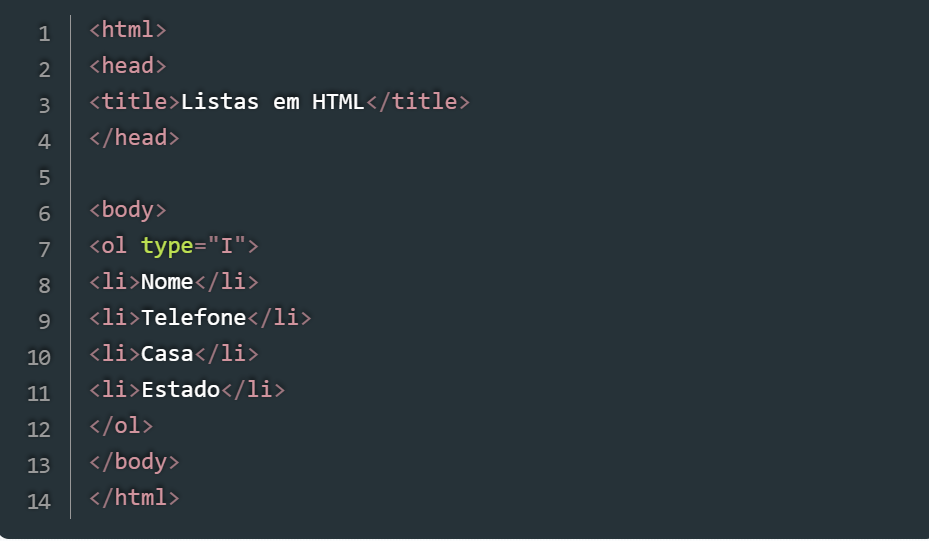 1 <html>
2 <head>
3 <title>Listas em HTML</title>
4 </head>
5
6 <body>
7 <ol type="I">
8 <li>Nome</li>
9 <li>Telefone</li>
10 <li>Casa</li>
11 <li>Estado</li>
12 </ol>
13 </body>
14 </html>